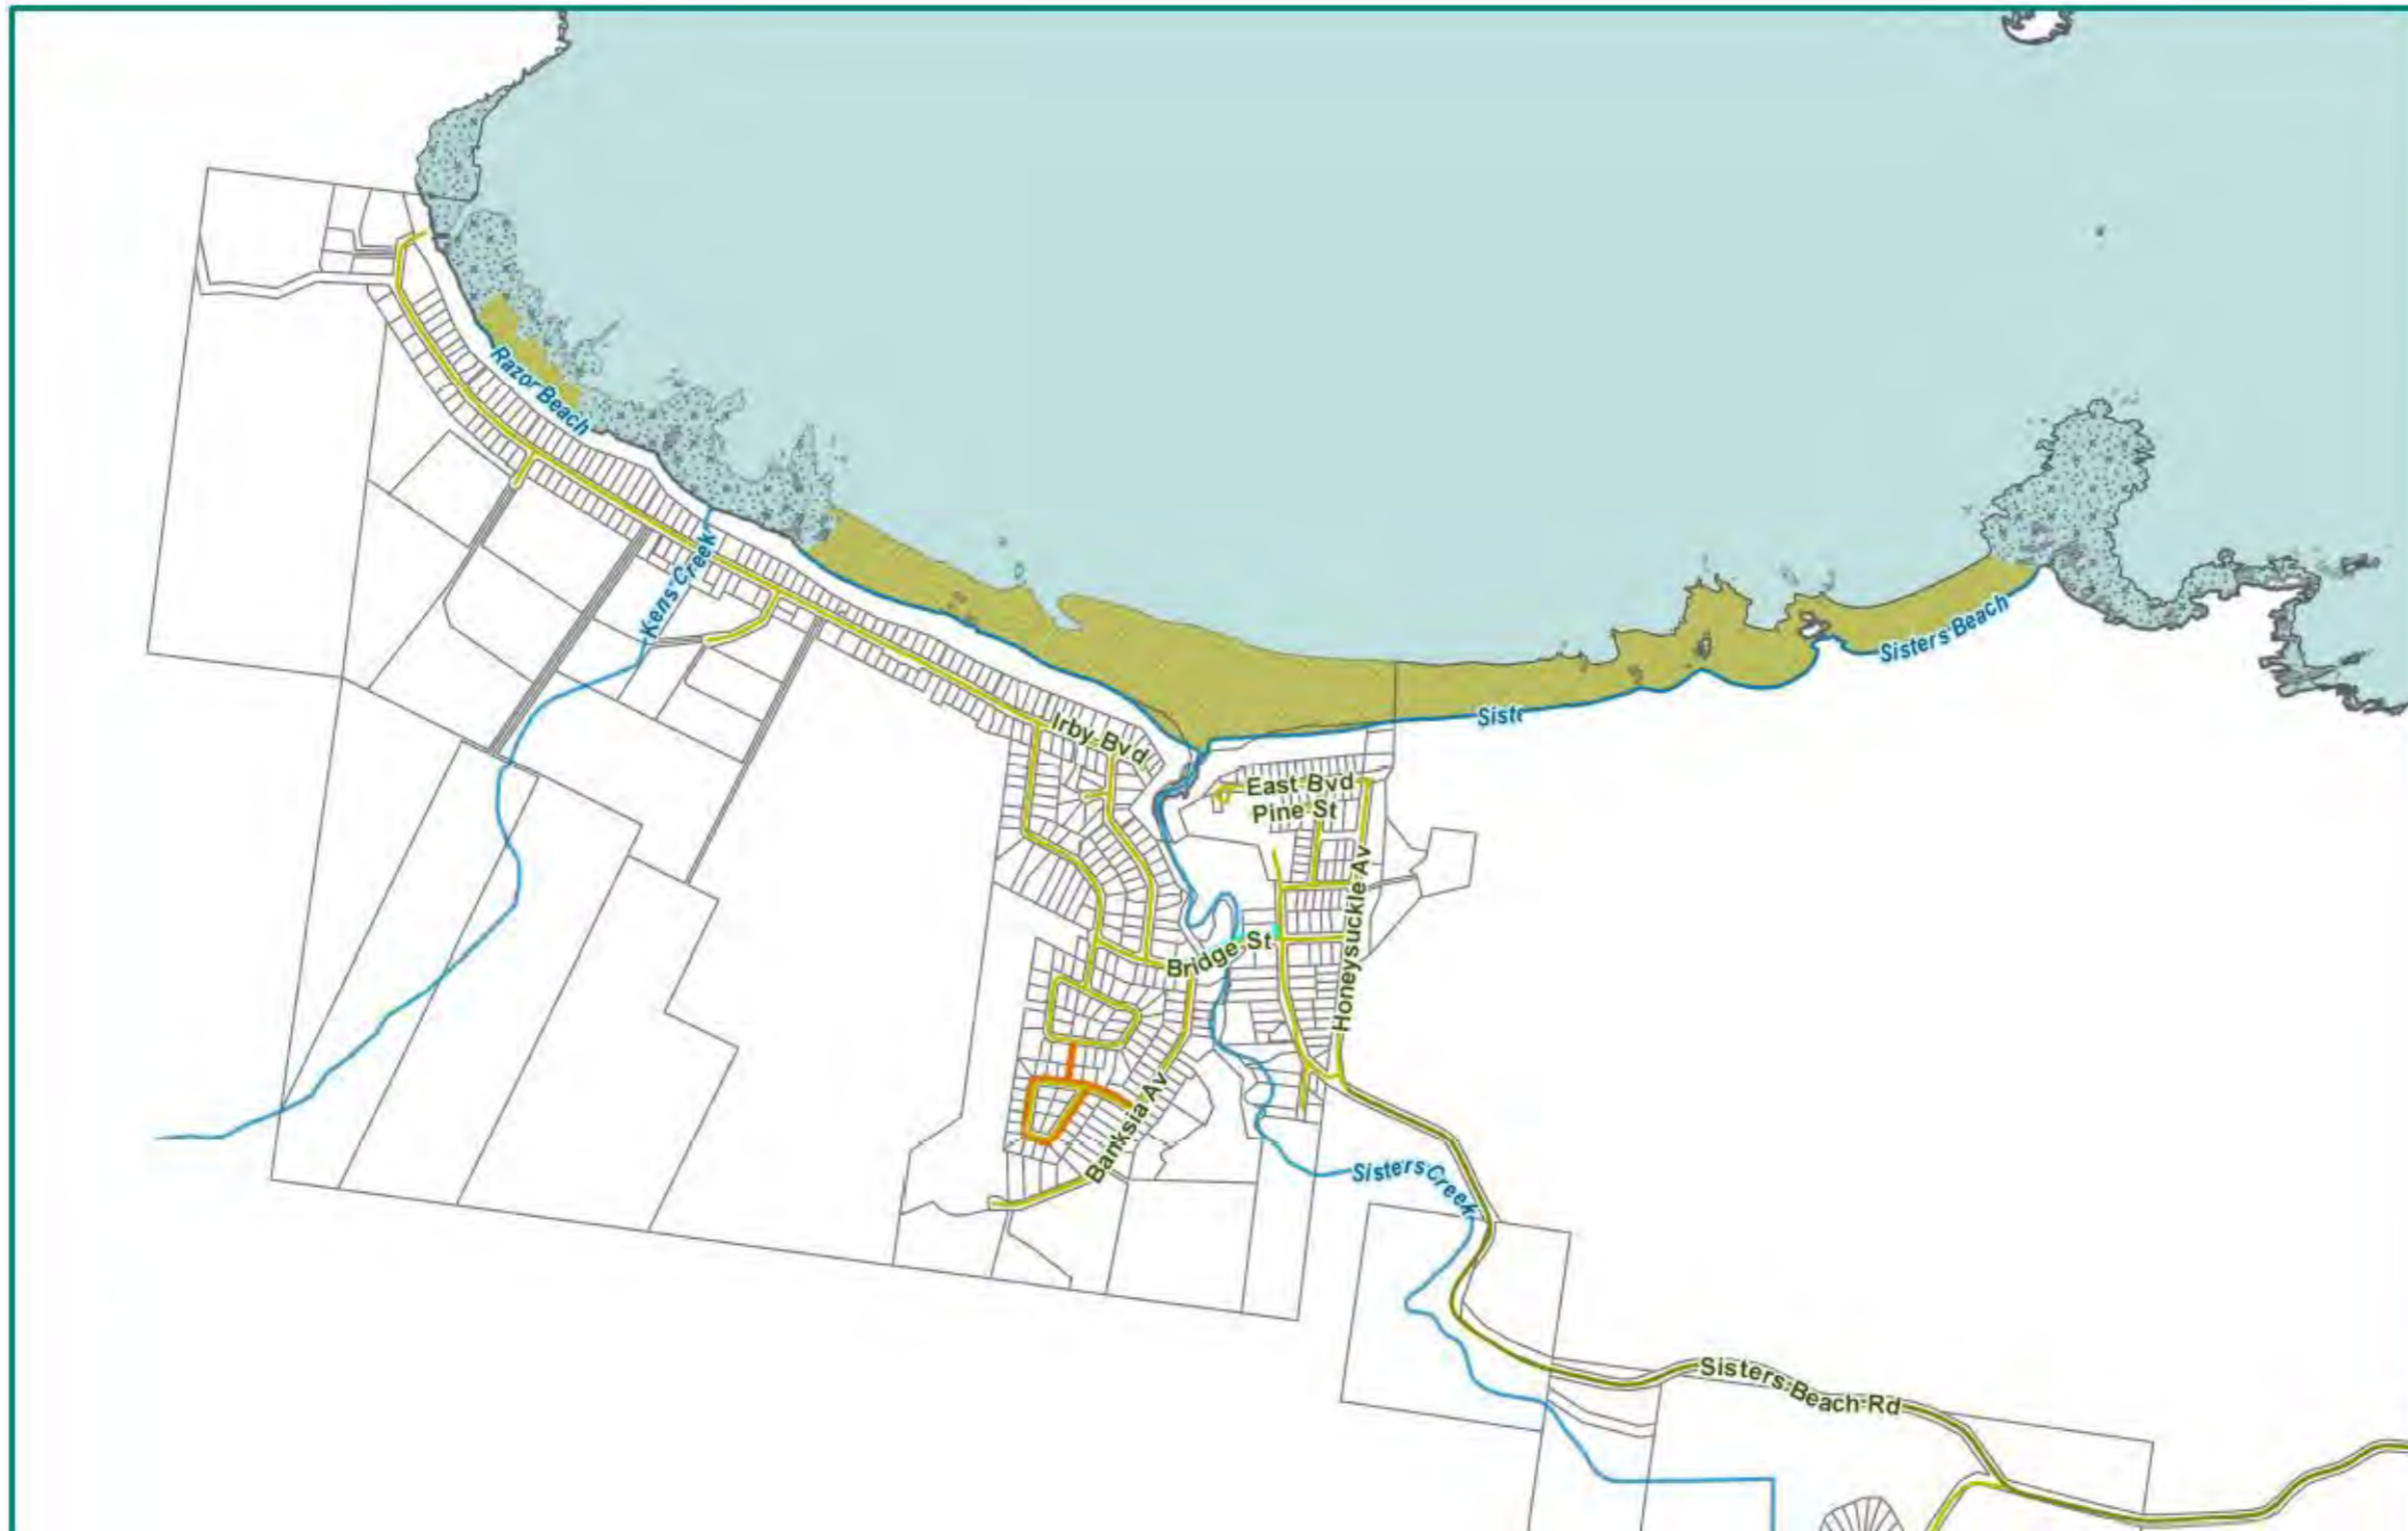 Razor Beach
Kens Creek
Sisters Beach
Siste
Irby Bvd
East Bvd
Pine St
Honeysuckle Av
Bridge St
Banksia Av
Sisters Creek
Sisters Beach Rd